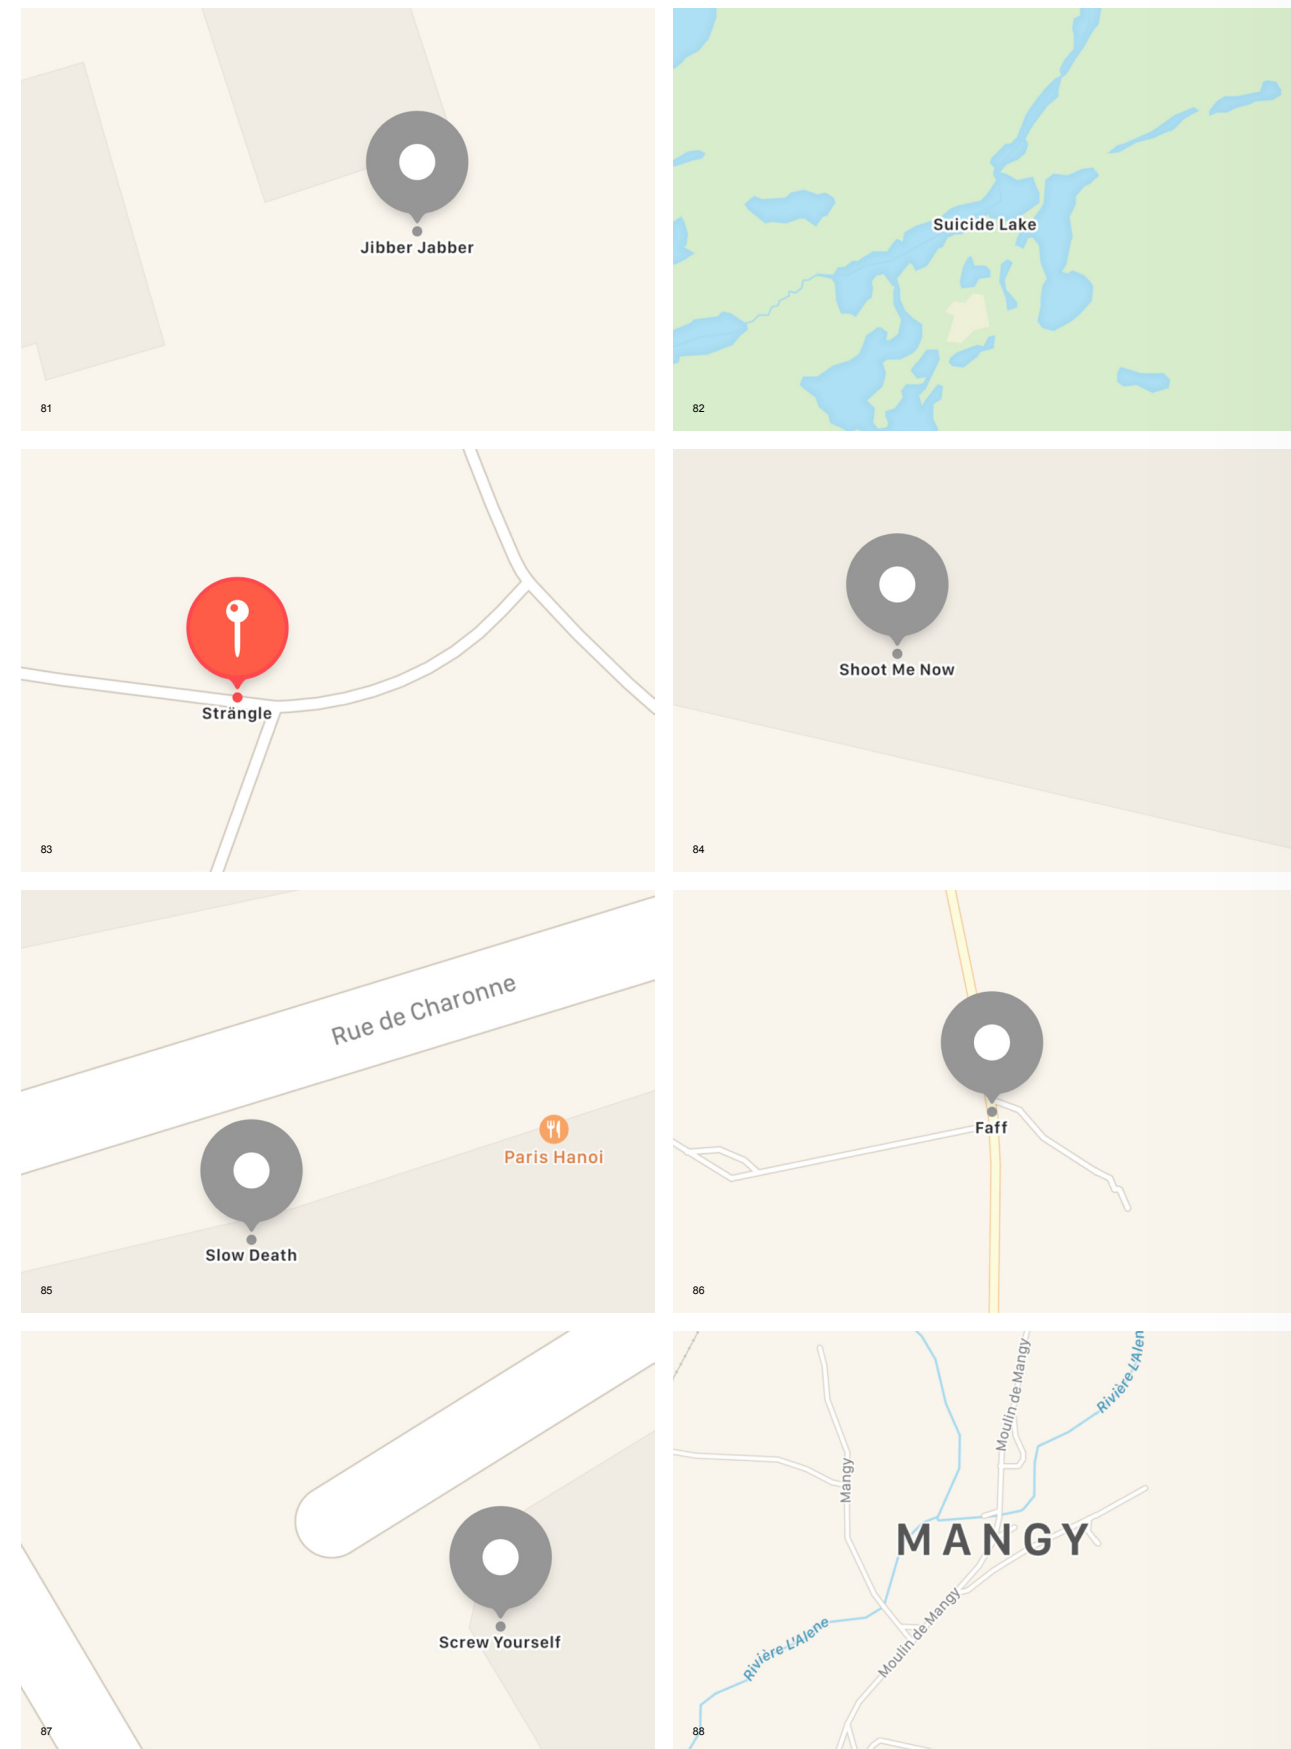 Jibber Jabber
81
Suicide Lake
82
Strängle
83
Shoot Me Now
84
Rue de Charonne
Paris Hanoi
Slow Death
85
Faff
86
Screw Yourself
87
Moulin de Mangy
Rivière L'Alen
Mangy
MANGY
Moulin de Mangy
Rivière L'Alene
88